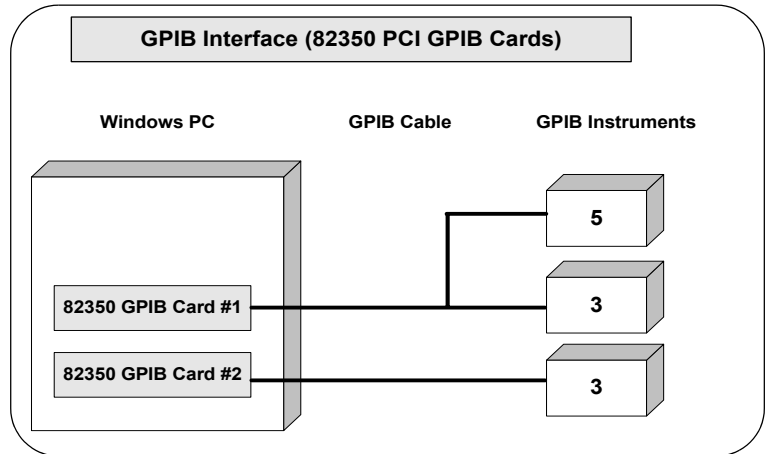 GPIB Interface (82350 PCI GPIB Cards)
Windows PC
GPIB Cable
GPIB Instruments
5
82350 GPIB Card #1
3
82350 GPIB Card #2
3